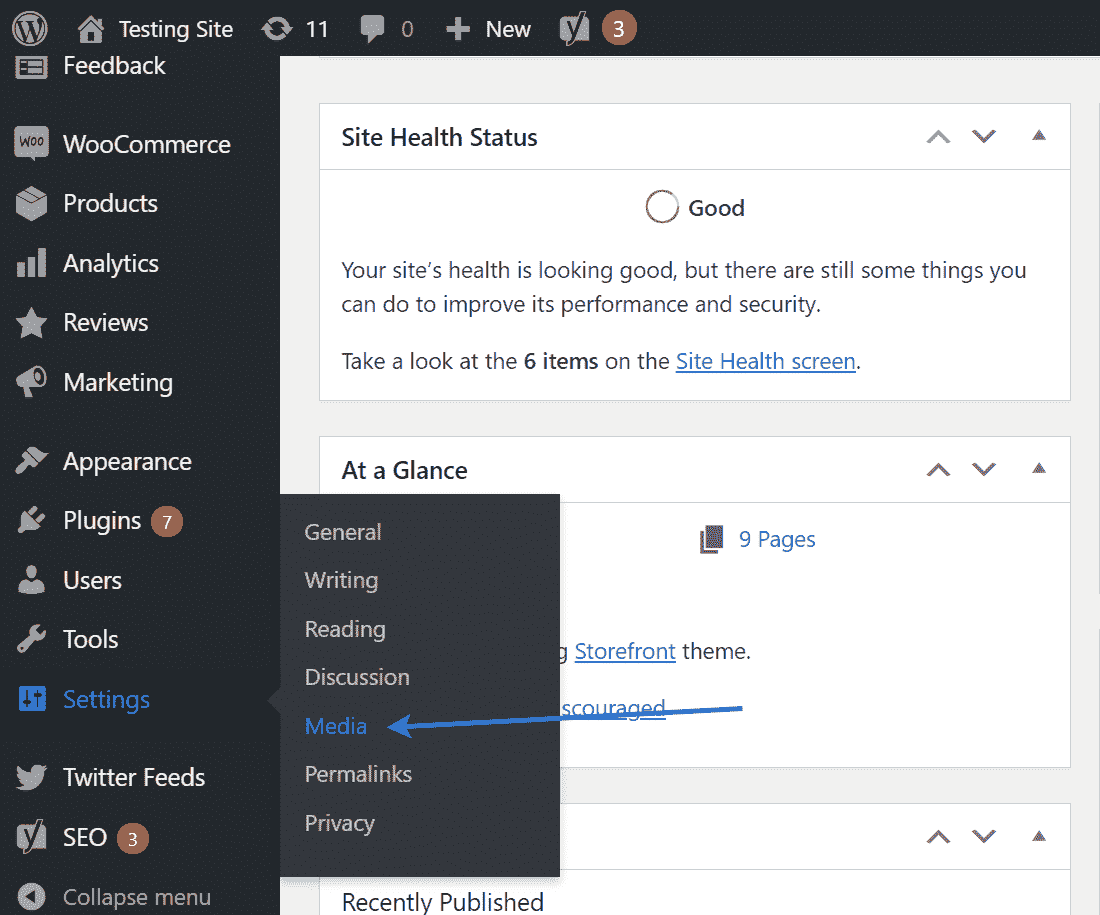 Testing Site 11 0 New 3
Feedback
WooCommerce
Products
Analytics
Reviews
Marketing
Appearance
Plugins 7
Users
Tools
Settings
Twitter Feeds
SEO 3
Collapse menu
General
Writing
Reading
Discussion
Media
Permalinks
Privacy
Site Health Status
Good
Your site's health is looking good, but there are still some things you
can do to improve its performance and security.
Take a look at the 6 items on the Site Health screen.
At a Glance
9 Pages
g Storefront theme.
scouraged
Recently Published